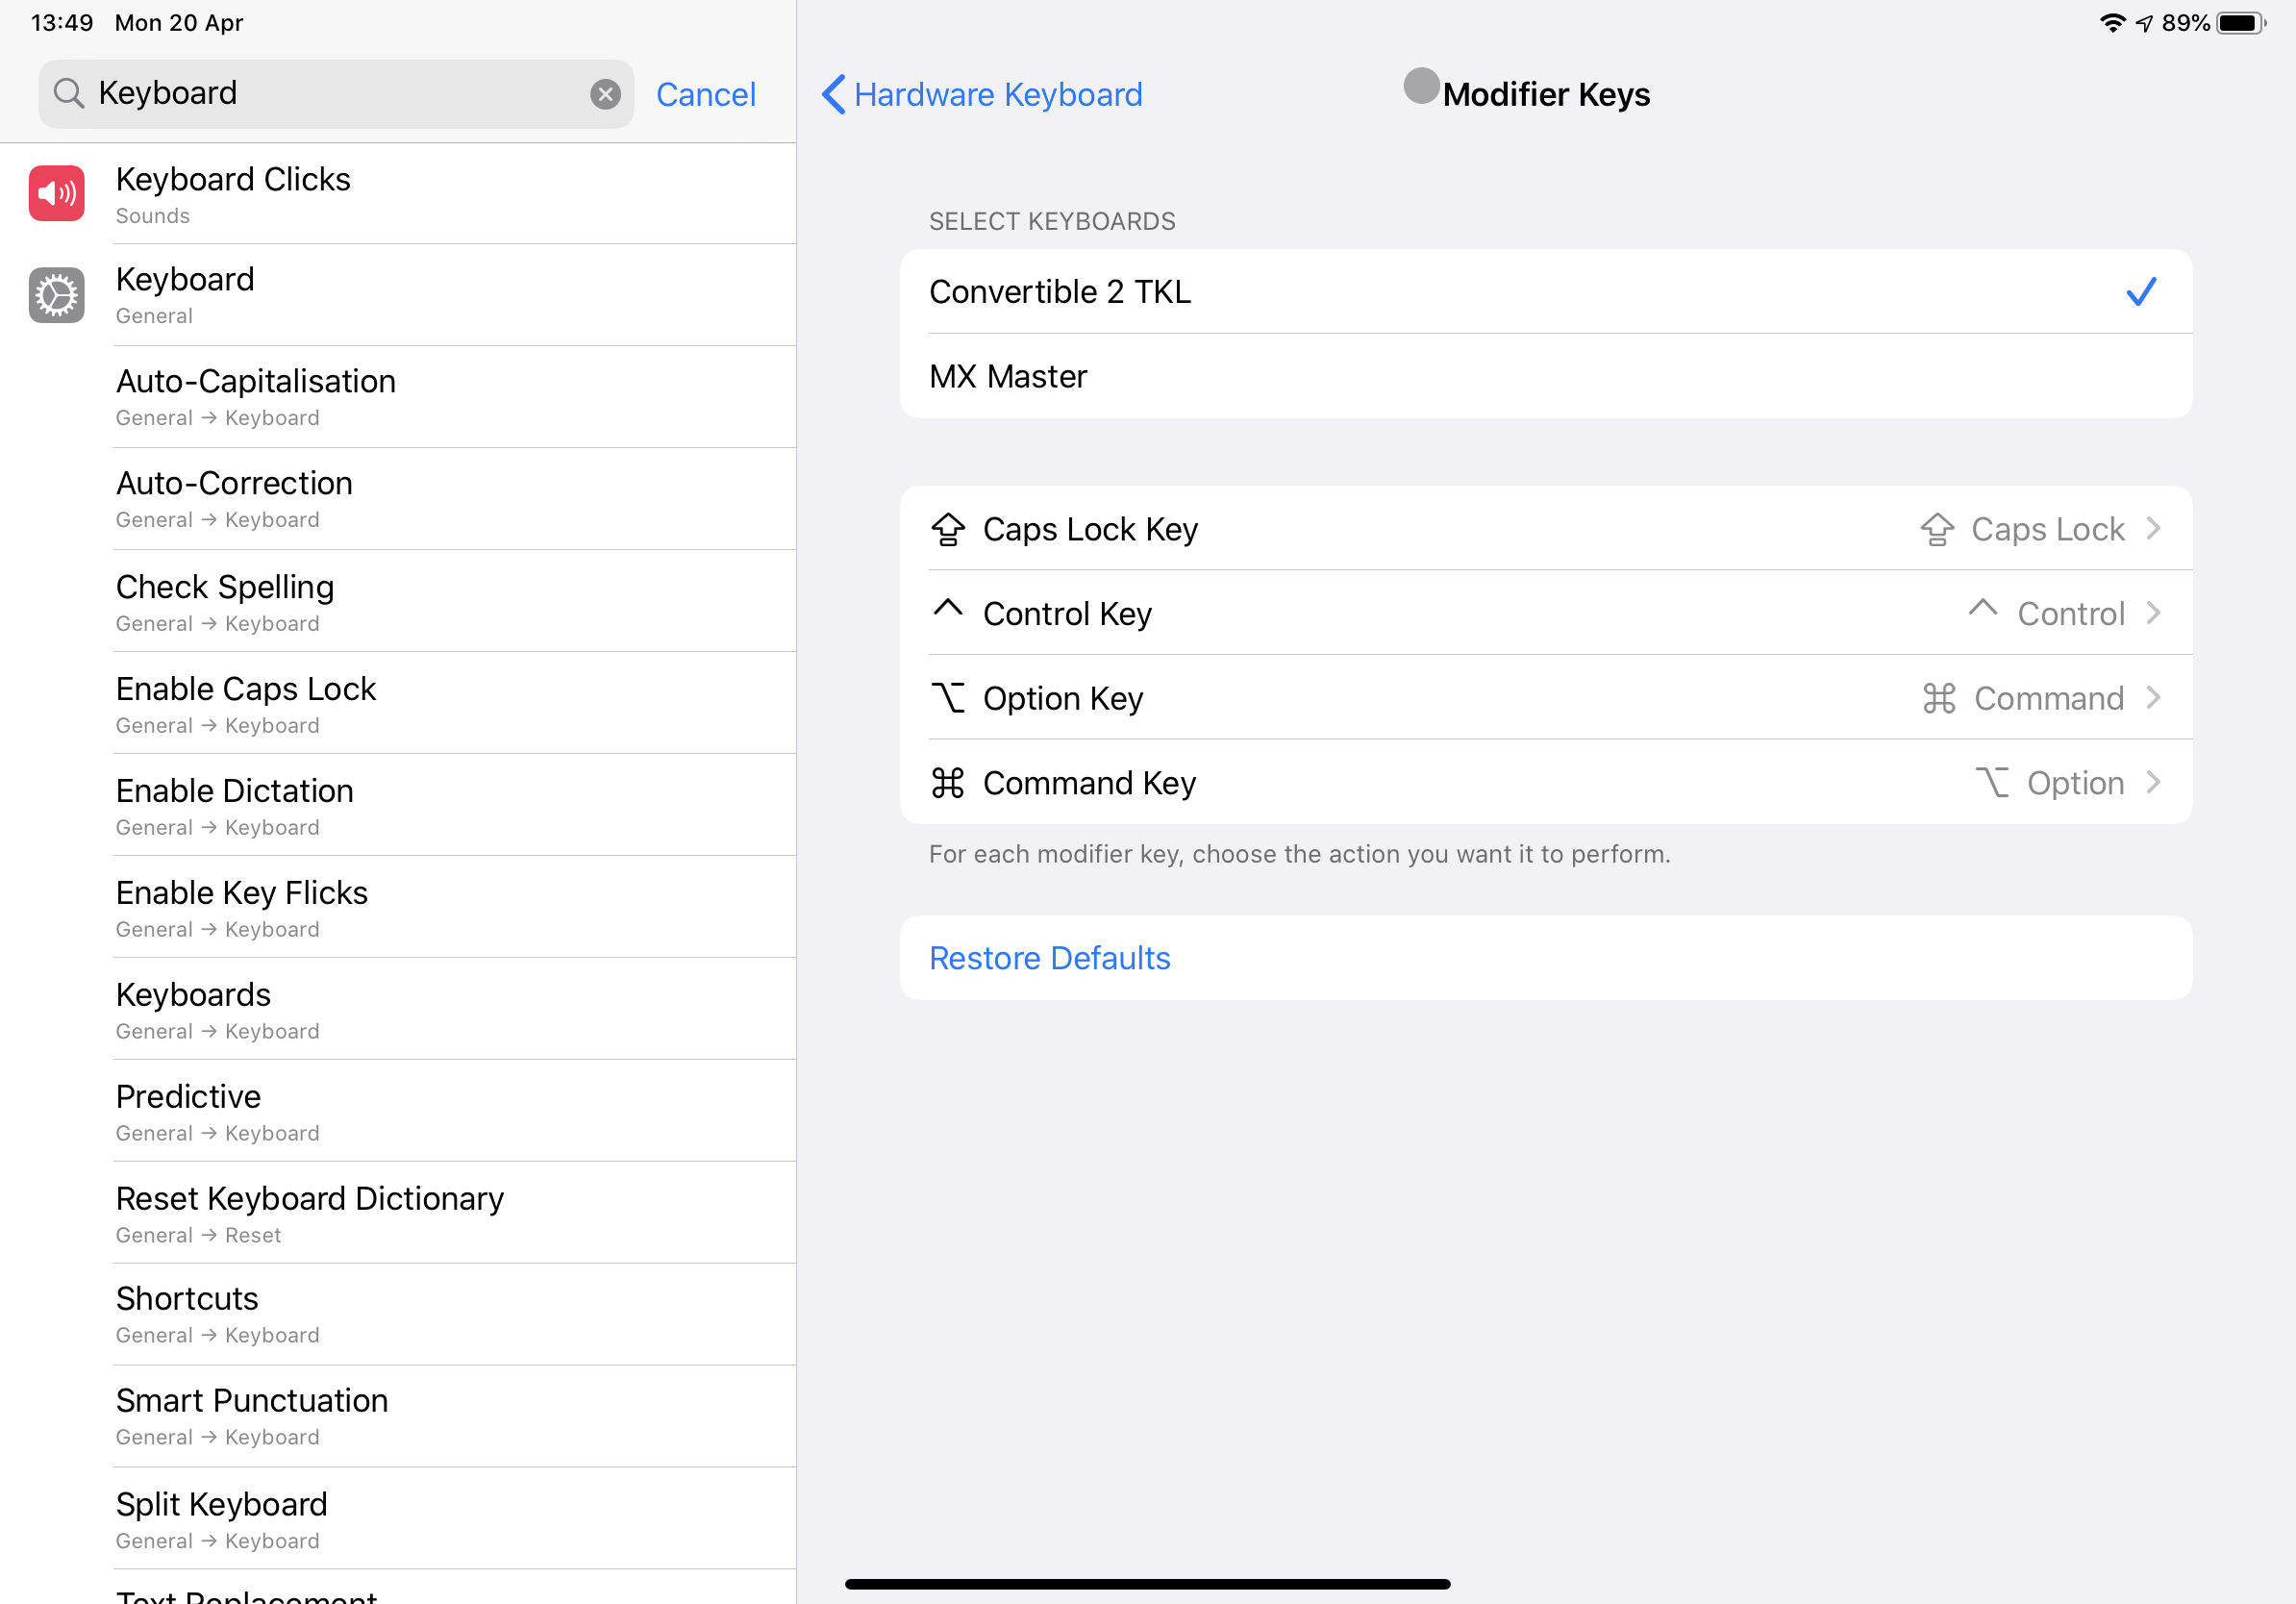 13:49 Mon 20 Apr
89%
Keyboard
Cancel
Keyboard Clicks
Sounds
Keyboard
General
Auto-Capitalisation
General → Keyboard
Auto-Correction
General → Keyboard
Check Spelling
General → Keyboard
Enable Caps Lock
General → Keyboard
Enable Dictation
General → Keyboard
Enable Key Flicks
General → Keyboard
Keyboards
General → Keyboard
Predictive
General → Keyboard
Reset Keyboard Dictionary
General → Reset
Shortcuts
General → Keyboard
Smart Punctuation
General → Keyboard
Split Keyboard
General → Keyboard
Text Replacement
Hardware Keyboard
Modifier Keys
SELECT KEYBOARDS
Convertible 2 TKL
MX Master
Caps Lock Key Caps Lock
Control Key Control
Option Key Command
Command Key Option
For each modifier key, choose the action you want it to perform.
Restore Defaults